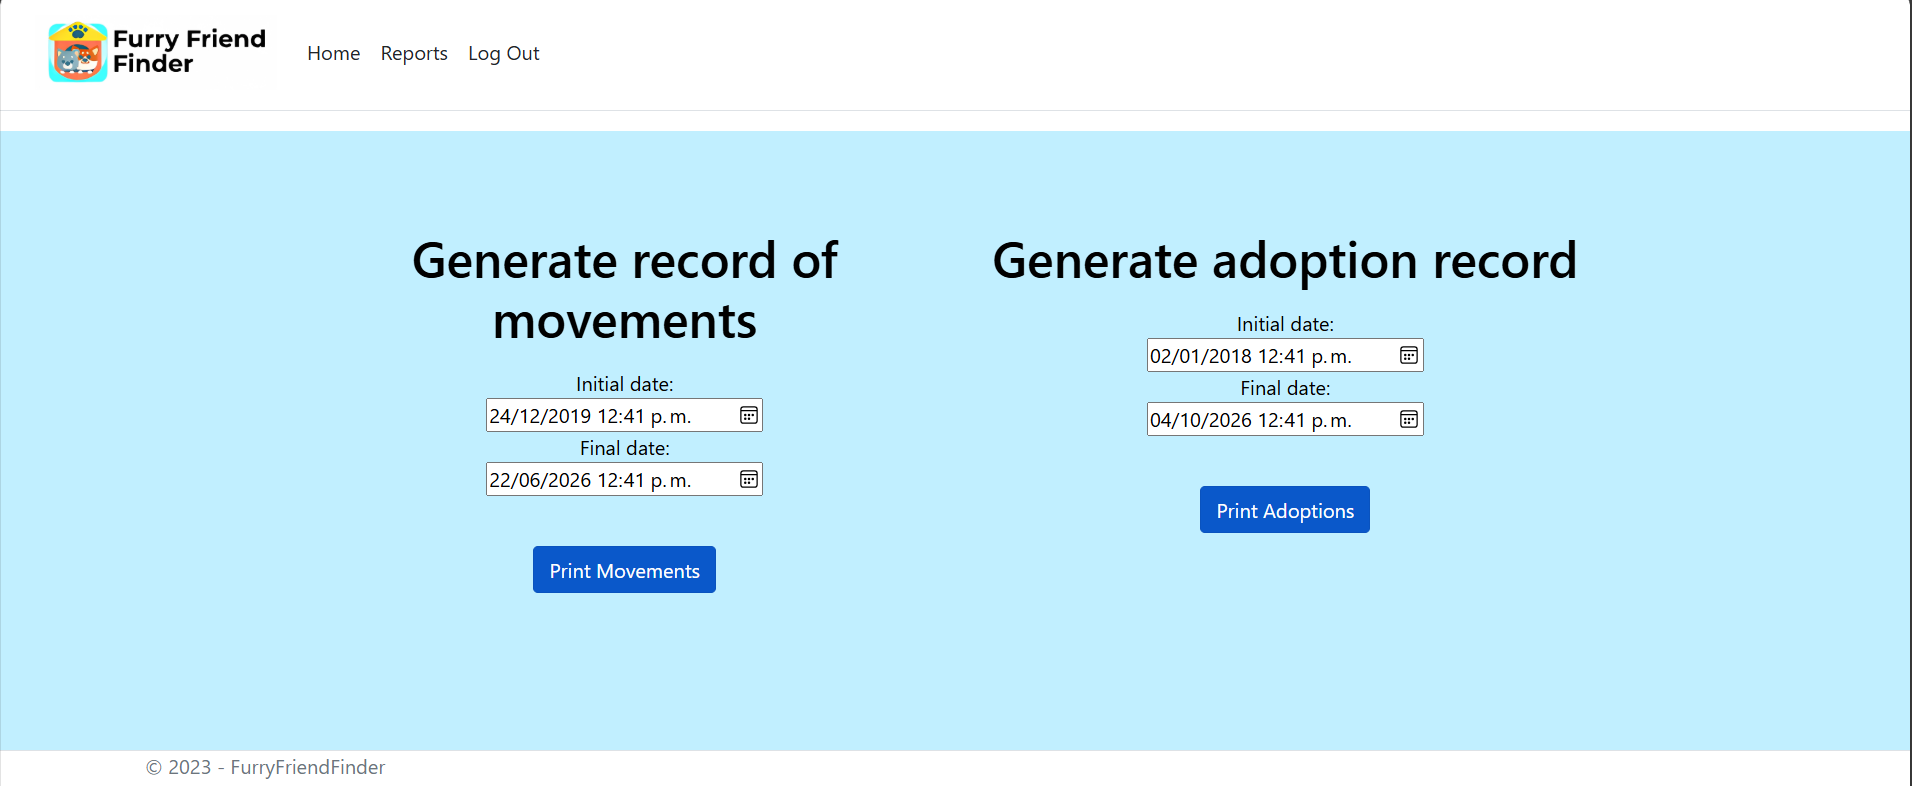 Furry Friend
Finder
Home Reports Log Out
Generate record of
movements
Initial date:
24/12/2019 12:41 p. m.
Final date:
22/06/2026 12:41 p. m.
Print Movements
Generate adoption record
Initial date:
02/01/2018 12:41 p. m.
Final date:
04/10/2026 12:41 p. m.
Print Adoptions
© 2023 - FurryFriendFinder